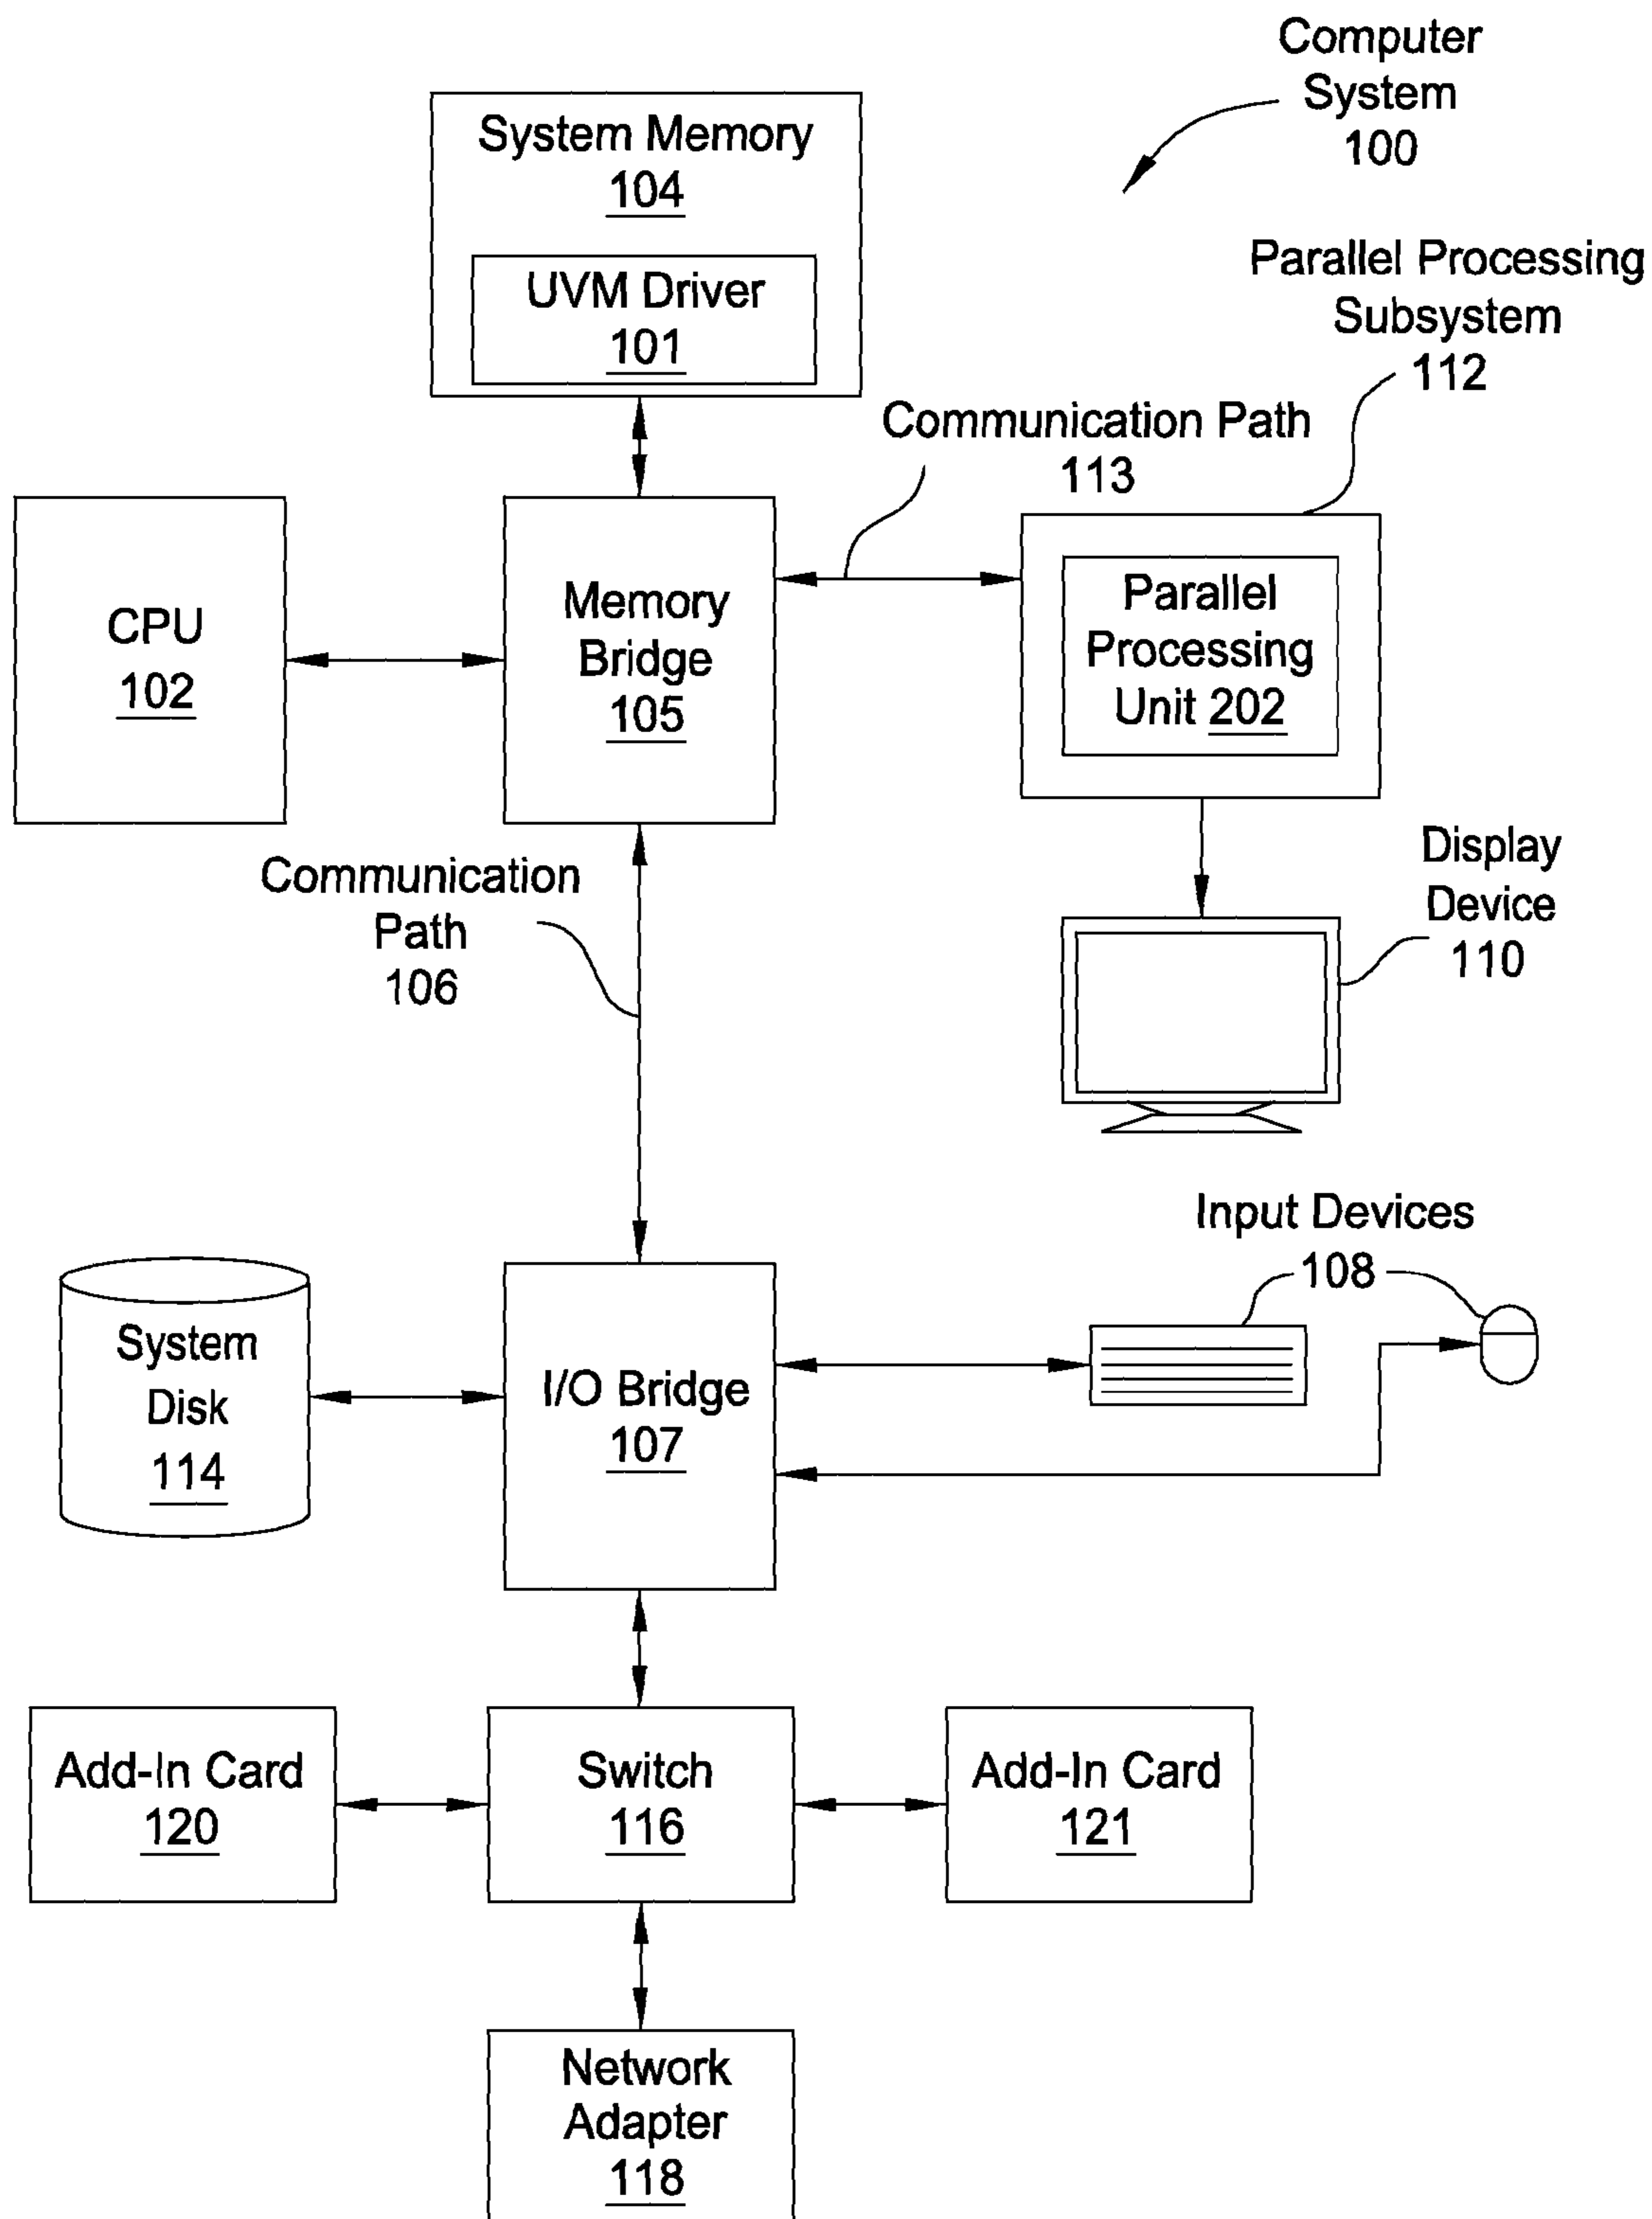 Computer
System
100
System Memory
104
UVM Driver
101
Parallel Processing
Subsystem
112
Communication Path
113
CPU
102
Memory
Bridge
105
Parallel
Processing
Unit 202
Communication
Path
106
Display
Device
110
Input Devices
108
System
Disk
114
I/O Bridge
107
Add-In Card
120
Switch
116
Add-In Card
121
Network
Adapter
118